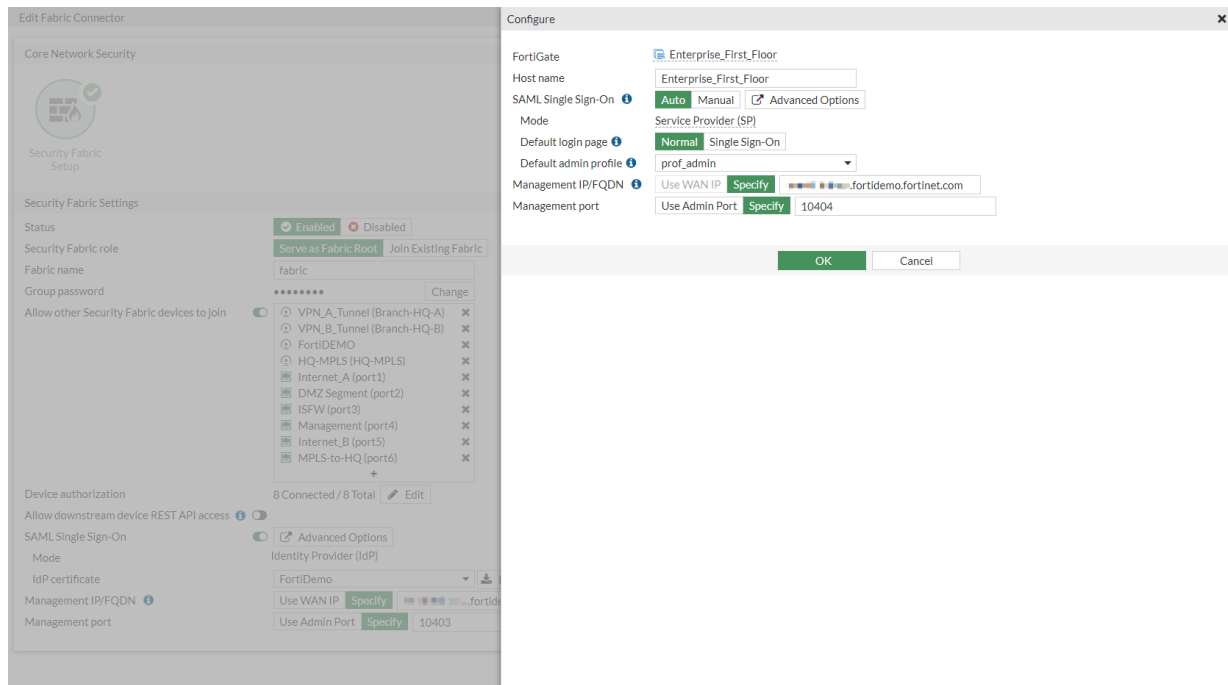 Edit Fabric Connector
Core Network Security
Security Fabric
Setup
Security Fabric Settings
Status Enabled Disabled
Security Fabric role Serve as Fabric Root Join Existing Fabric
Fabric name fabric
Group password •••••••• Change
Allow other Security Fabric devices to join VPN_A_Tunnel (Branch-HQ-A)
VPN_B_Tunnel (Branch-HQ-B)
FortiDEMO
HQ-MPLS (HQ-MPLS)
Internet_A (port1)
DMZ Segment (port2)
ISFW (port3)
Management (port4)
Internet_B (port5)
MPLS-to-HQ (port6)
+
Device authorization 8 Connected / 8 Total Edit
Allow downstream device REST API access
SAML Single Sign-On Advanced Options
Mode Identity Provider (IdP)
IdP certificate FortiDemo
Management IP/FQDN Use WAN IP Specify ...fortide
Management port Use Admin Port Specify 10403
Configure
FortiGate Enterprise_First_Floor
Host name Enterprise_First_Floor
SAML Single Sign-On Auto Manual Advanced Options
Mode Service Provider (SP)
Default login page Normal Single Sign-On
Default admin profile prof_admin
Management IP/FQDN Use WAN IP Specify .fortidemo.fortinet.com
Management port Use Admin Port Specify 10404
OK Cancel